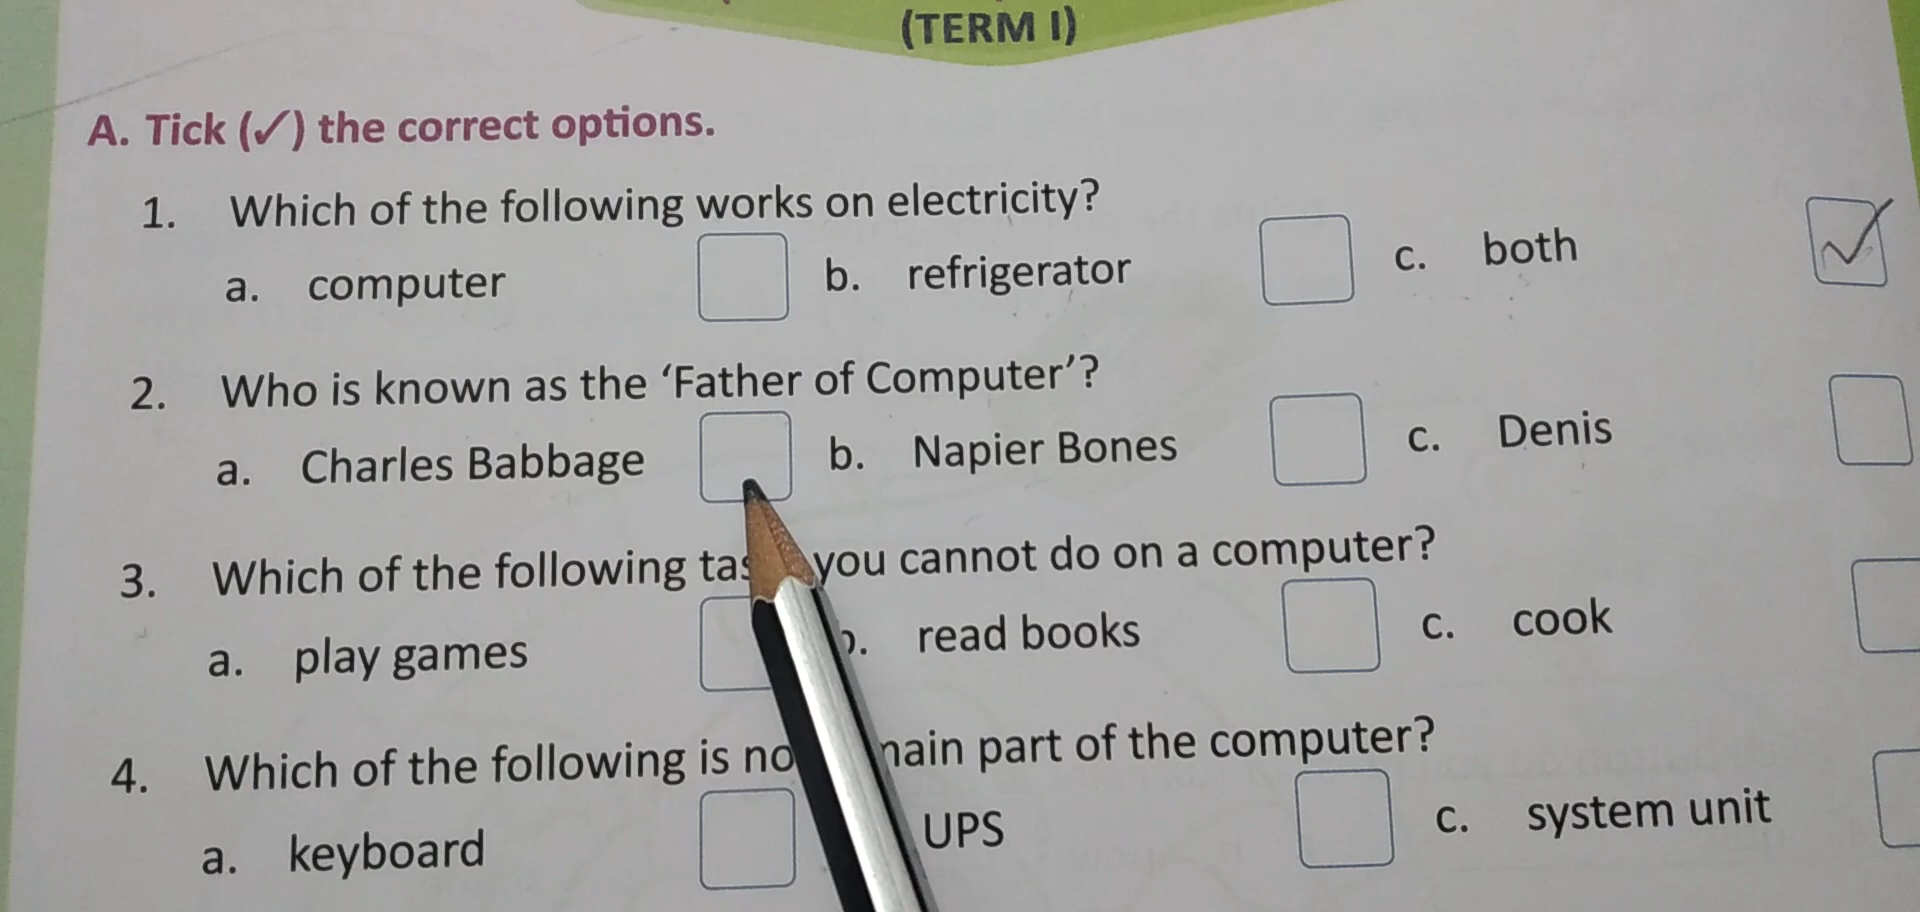 (TERM I)
A. Tick (✓) the correct options.
1. Which of the following works on electricity?
a. computer b. refrigerator c. both ✓
2. Who is known as the ‘Father of Computer’?
a. Charles Babbage b. Napier Bones c. Denis
3. Which of the following you cannot do on a computer?
a. play games b. read books c. cook
4. Which of the following is part of the computer?
a. keyboard UPS c. system unit